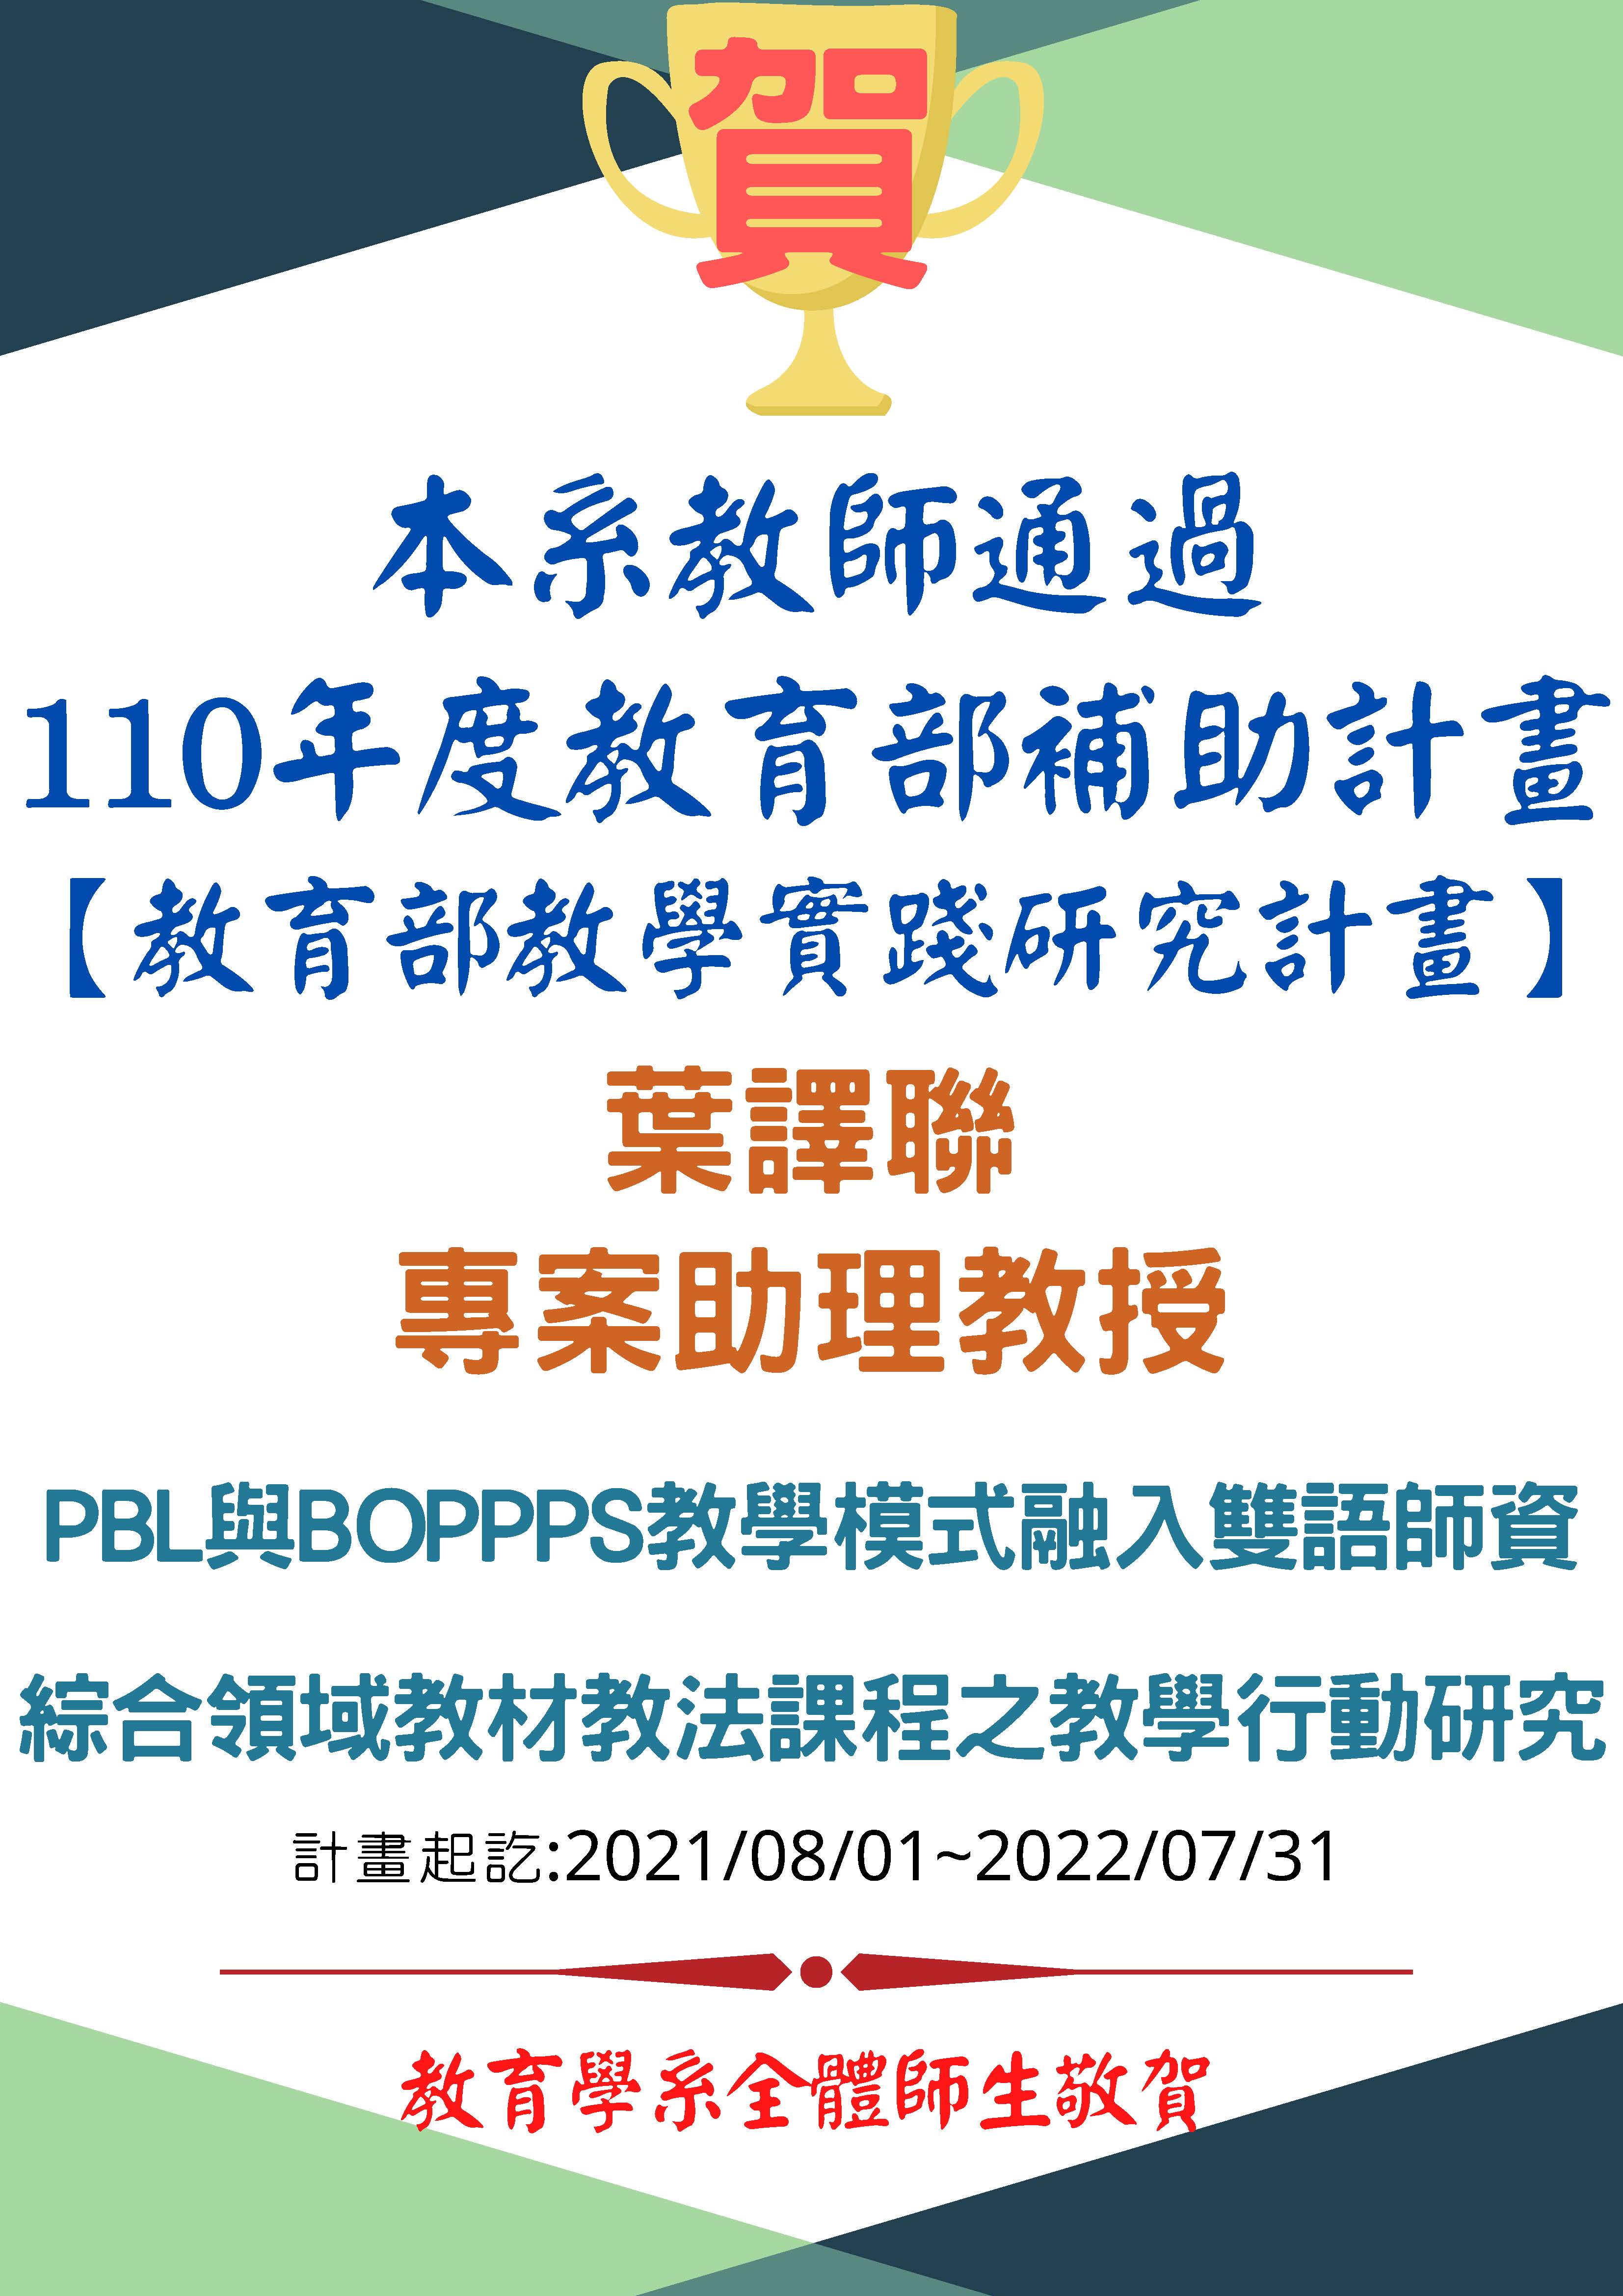 賀
本系教師通過
110年度教育部補助計畫
【教育部教學實踐研究計畫】
葉譯聯
專案助理教授
PBL與BOPPPS教學模式融入雙語師資
綜合領域教材教法課程之教學行動研究
計畫起訖:2021/08/01~2022/07/31
教育學系全體師生敬賀